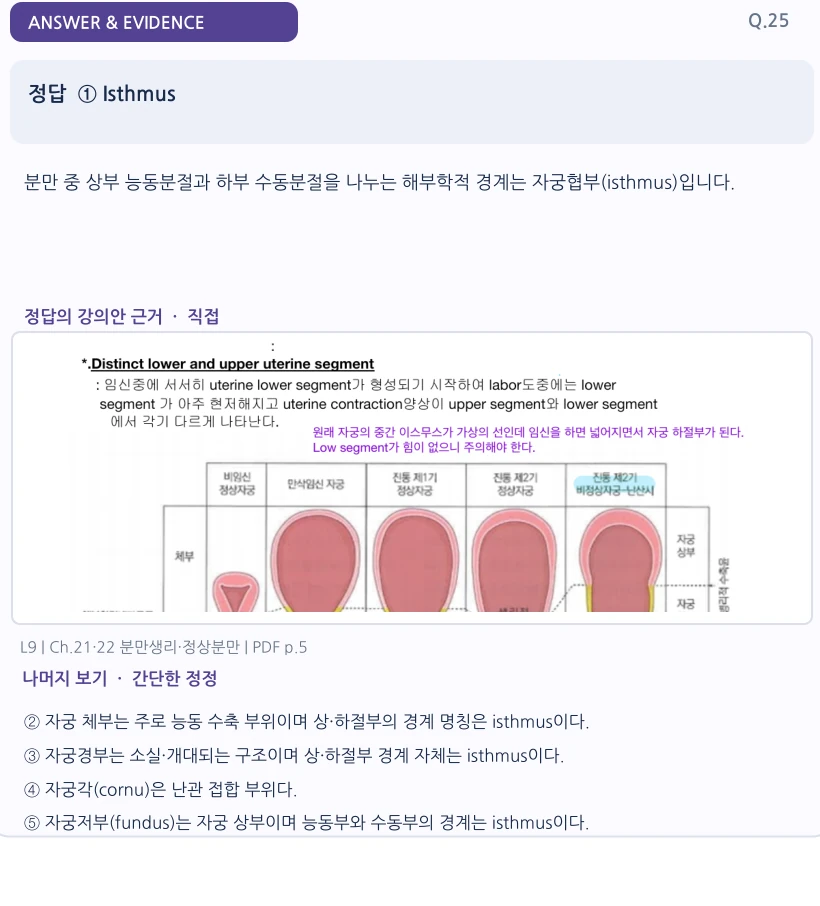 ANSWER & EVIDENCE
Q.25
정답 ① Isthmus
분만 중 상부 능동분절과 하부 수동분절을 나누는 해부학적 경계는 자궁협부(isthmus)입니다.
정답의 강의안 근거 · 직접
:
*.Distinct lower and upper uterine segment
: 임신중에 서서히 uterine lower segment가 형성되기 시작하여 labor도중에는 lower
segment 가 아주 현저해지고 uterine contraction양상이 upper segment와 lower segment
에서 각기 다르게 나타난다.
원래 자궁의 중간 이스무스가 가상의 선인데 임신을 하면 넓어지면서 자궁 하절부가 된다.
Low segment가 힘이 없으니 주의해야 한다.
비임신 정상자궁
만삭임신 자궁
진통 제1기 정상자궁
진통 제2기 정상자궁
진통 제2기 비정상자궁-난산시
체부
자궁 상부
자궁
L9 | Ch.21·22 분만생리·정상분만 | PDF p.5
나머지 보기 · 간단한 정정
② 자궁 체부는 주로 능동 수축 부위이며 상·하절부의 경계 명칭은 isthmus이다.
③ 자궁경부는 소실·개대되는 구조이며 상·하절부 경계 자체는 isthmus이다.
④ 자궁각(cornu)은 난관 접합 부위다.
⑤ 자궁저부(fundus)는 자궁 상부이며 능동부와 수동부의 경계는 isthmus이다.